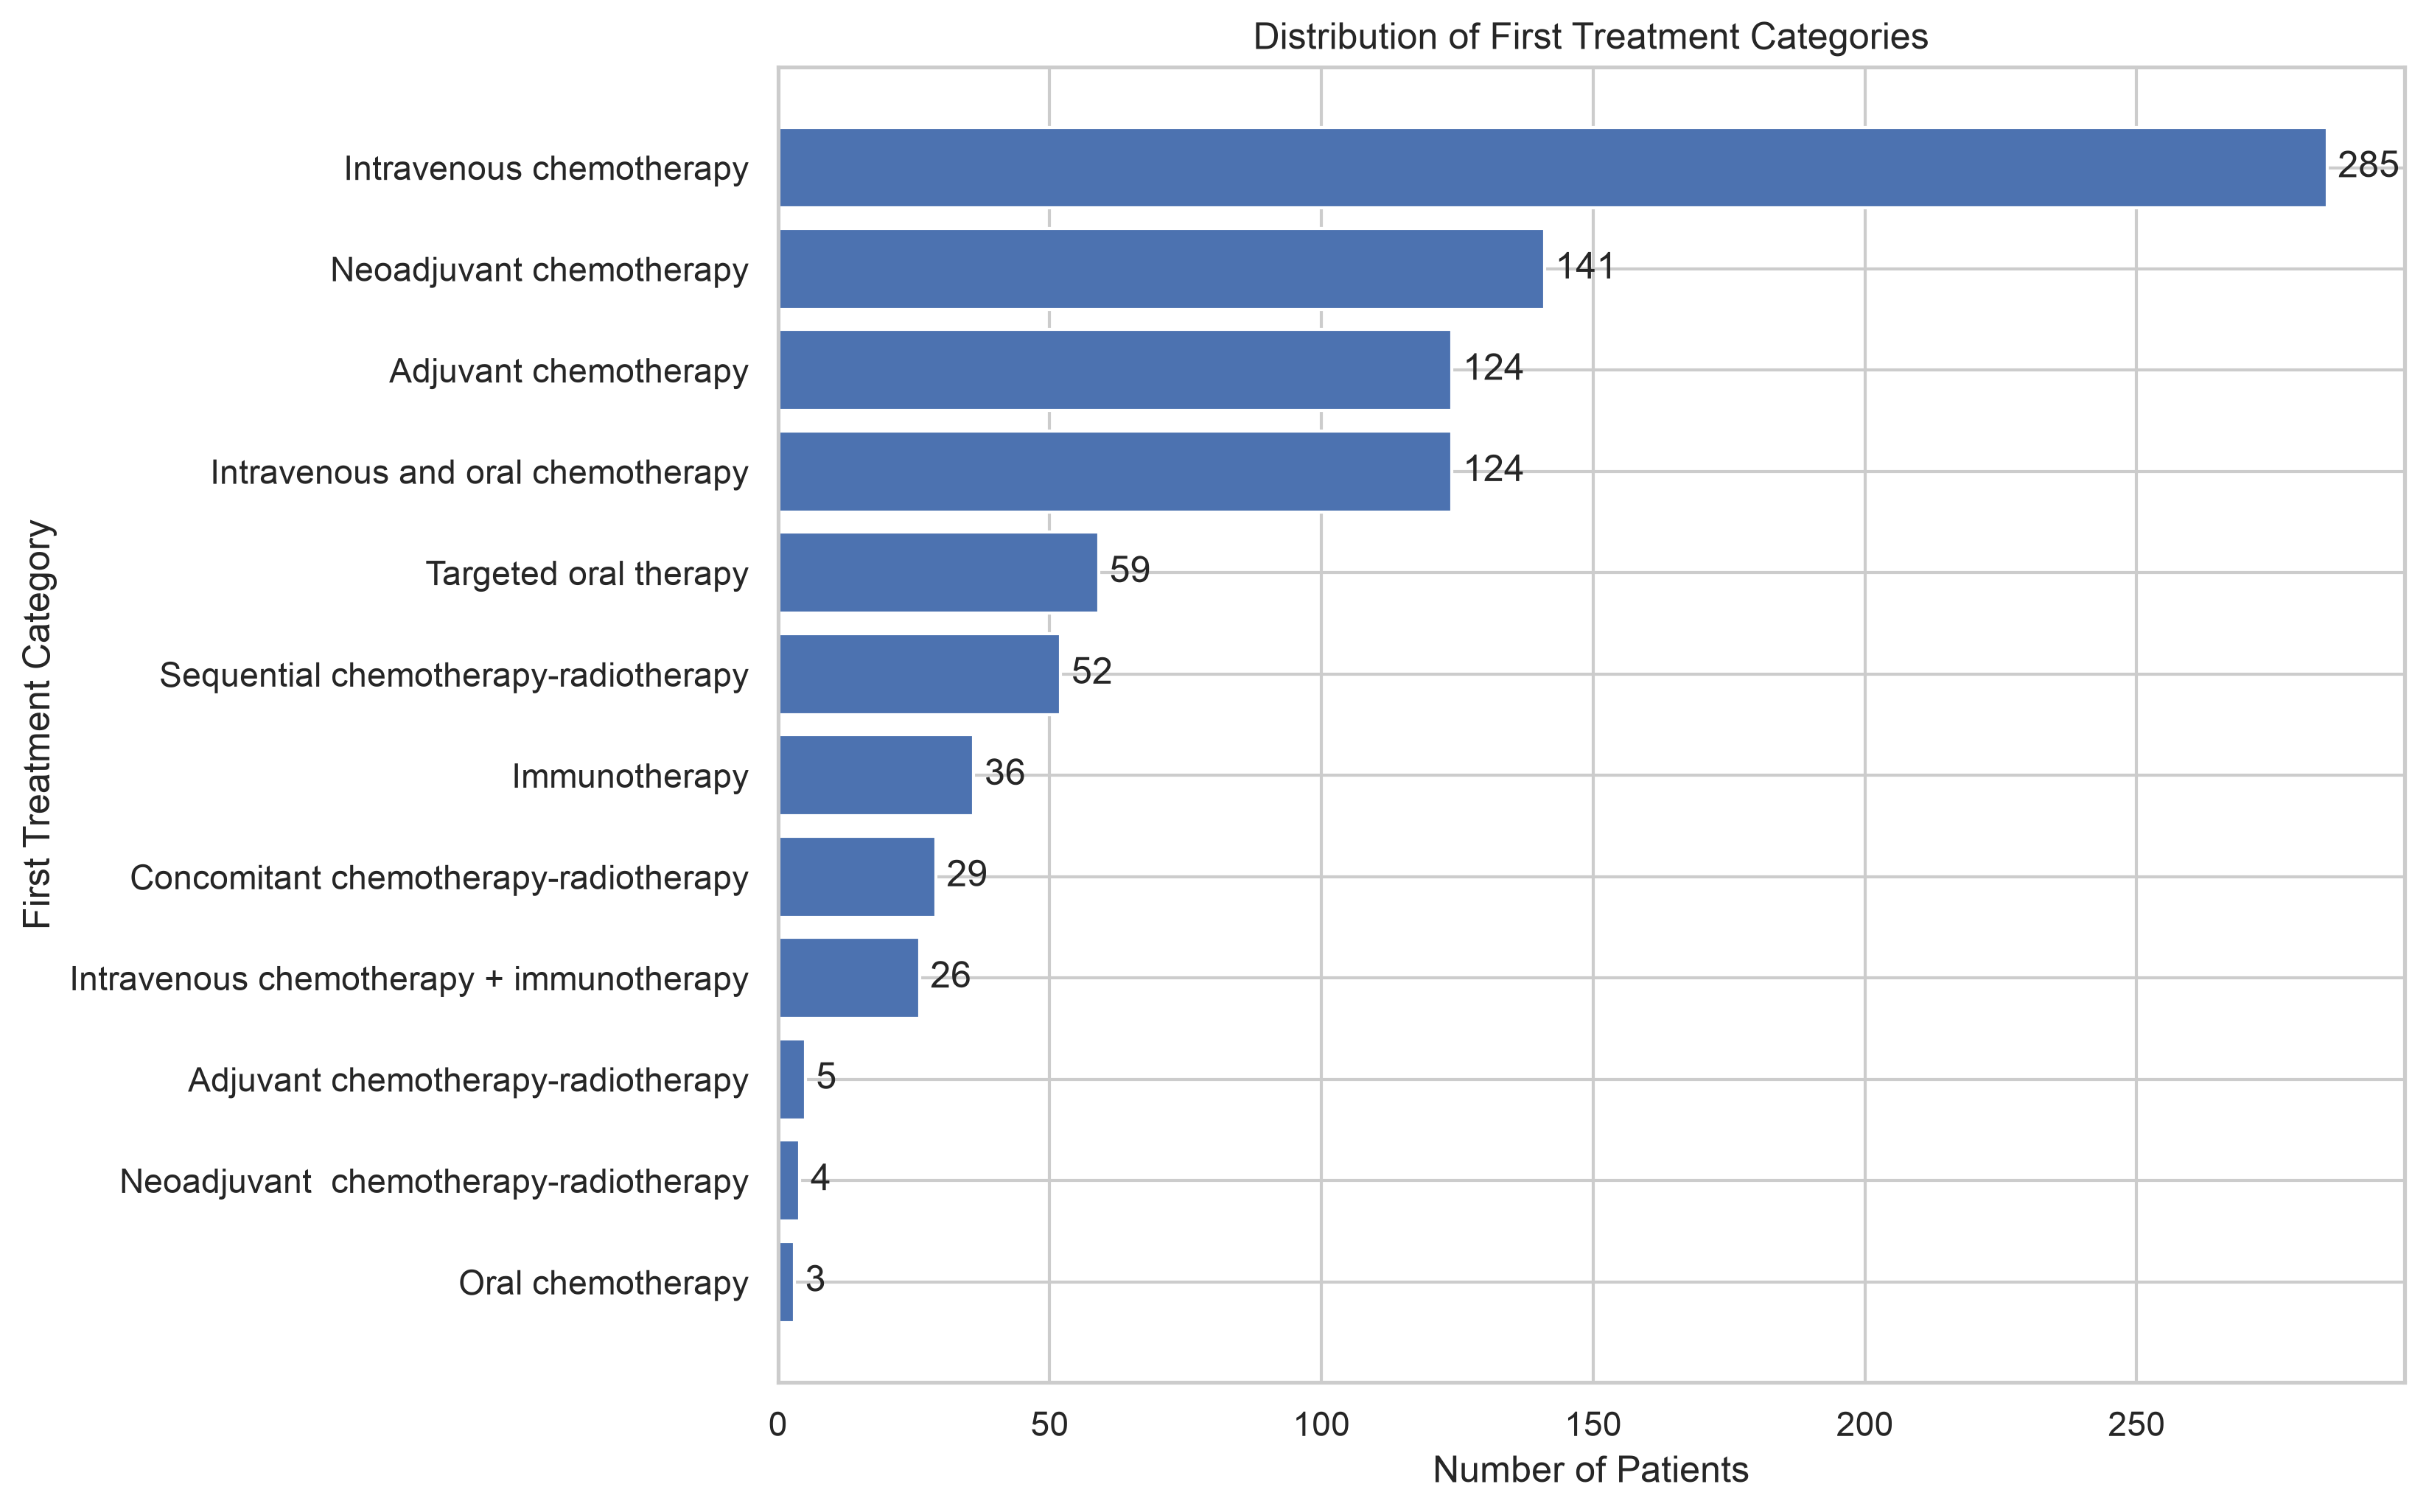 Distribution of First Treatment Categories
First Treatment Category
Intravenous chemotherapy 285
Neoadjuvant chemotherapy 141
Adjuvant chemotherapy 124
Intravenous and oral chemotherapy 124
Targeted oral therapy 59
Sequential chemotherapy-radiotherapy 52
Immunotherapy 36
Concomitant chemotherapy-radiotherapy 29
Intravenous chemotherapy + immunotherapy 26
Adjuvant chemotherapy-radiotherapy 5
Neoadjuvant  chemotherapy-radiotherapy 4
Oral chemotherapy 3
0 50 100 150 200 250
Number of Patients